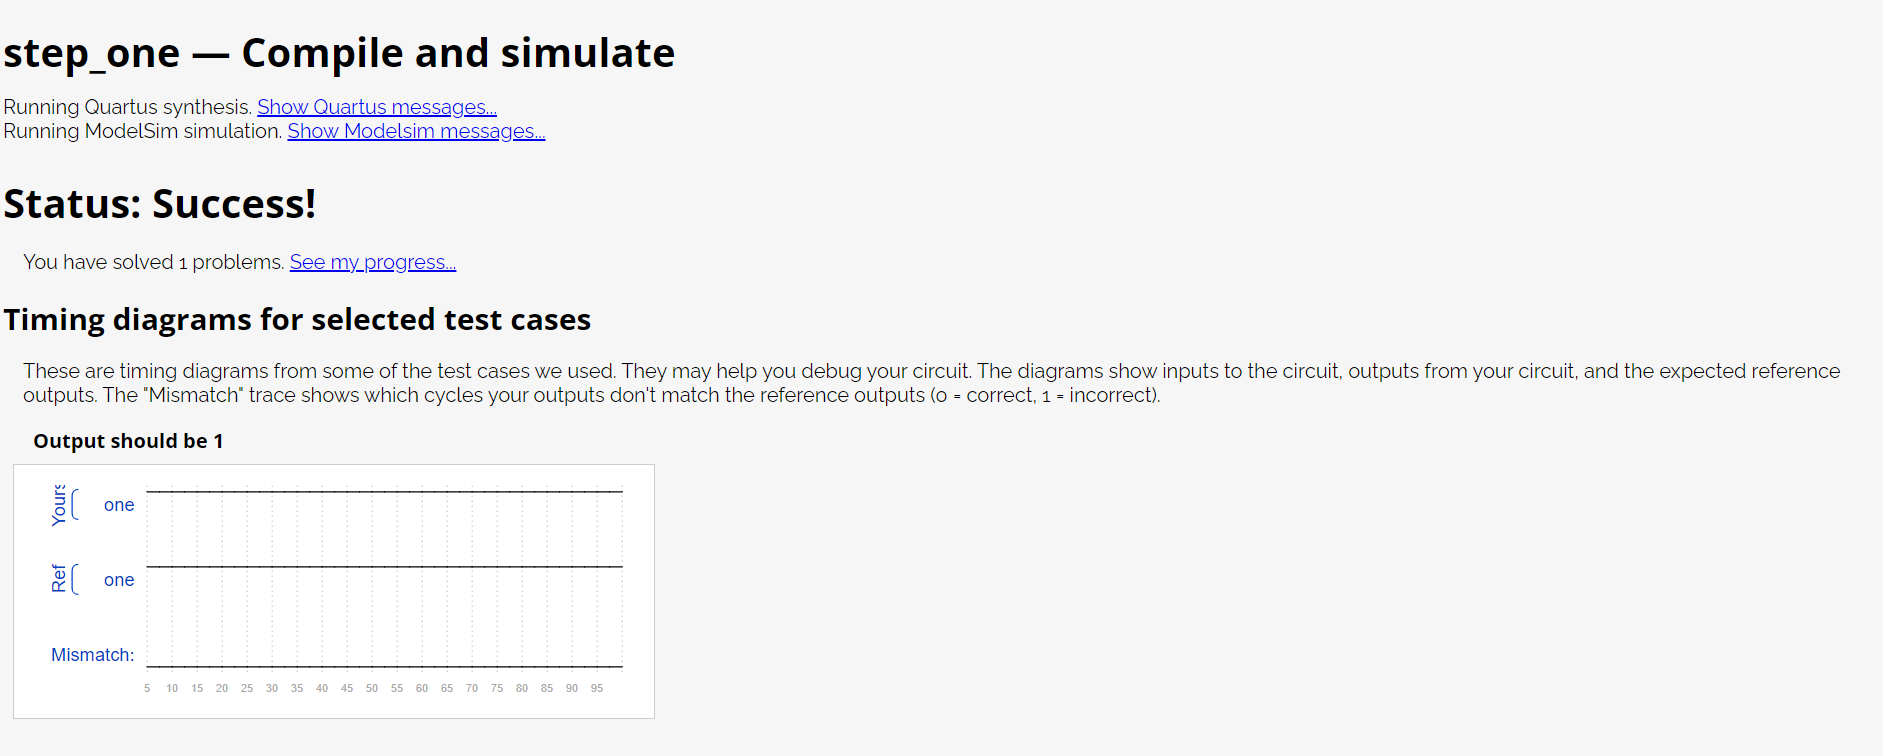 step_one — Compile and simulate
Running Quartus synthesis. Show Quartus messages...
Running ModelSim simulation. Show Modelsim messages...
Status: Success!
You have solved 1 problems. See my progress...
Timing diagrams for selected test cases
These are timing diagrams from some of the test cases we used. They may help you debug your circuit. The diagrams show inputs to the circuit, outputs from your circuit, and the expected reference
outputs. The "Mismatch" trace shows which cycles your outputs don't match the reference outputs (0 = correct, 1 = incorrect).
Output should be 1
Yours one
Ref one
Mismatch:
5 10 15 20 25 30 35 40 45 50 55 60 65 70 75 80 85 90 95